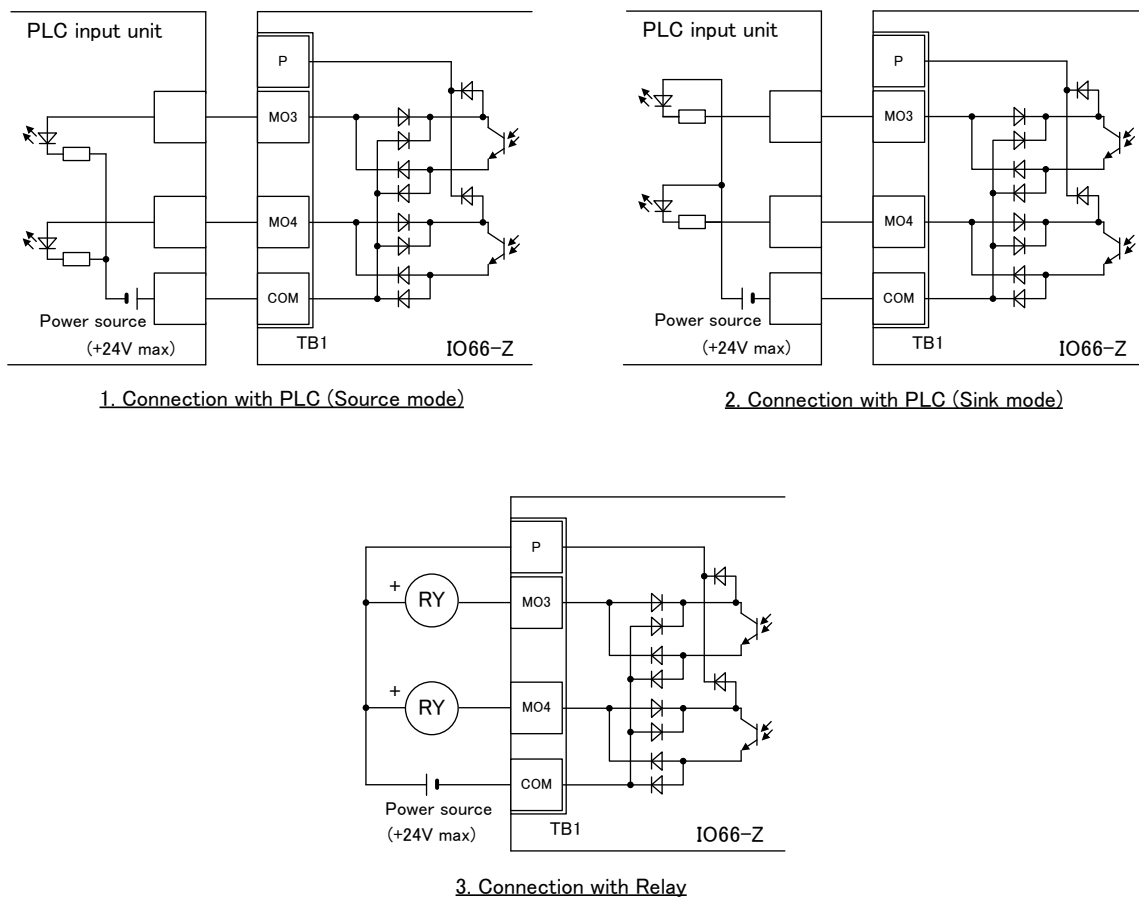 PLC input unit
P
MO3
MO4
COM
Power source
(+24V max)
TB1
IO66-Z
1. Connection with PLC (Source mode)
PLC input unit
P
MO3
MO4
COM
Power source
(+24V max)
TB1
IO66-Z
2. Connection with PLC (Sink mode)
P
+
RY
MO3
+
RY
MO4
COM
Power source
(+24V max)
TB1
IO66-Z
3. Connection with Relay